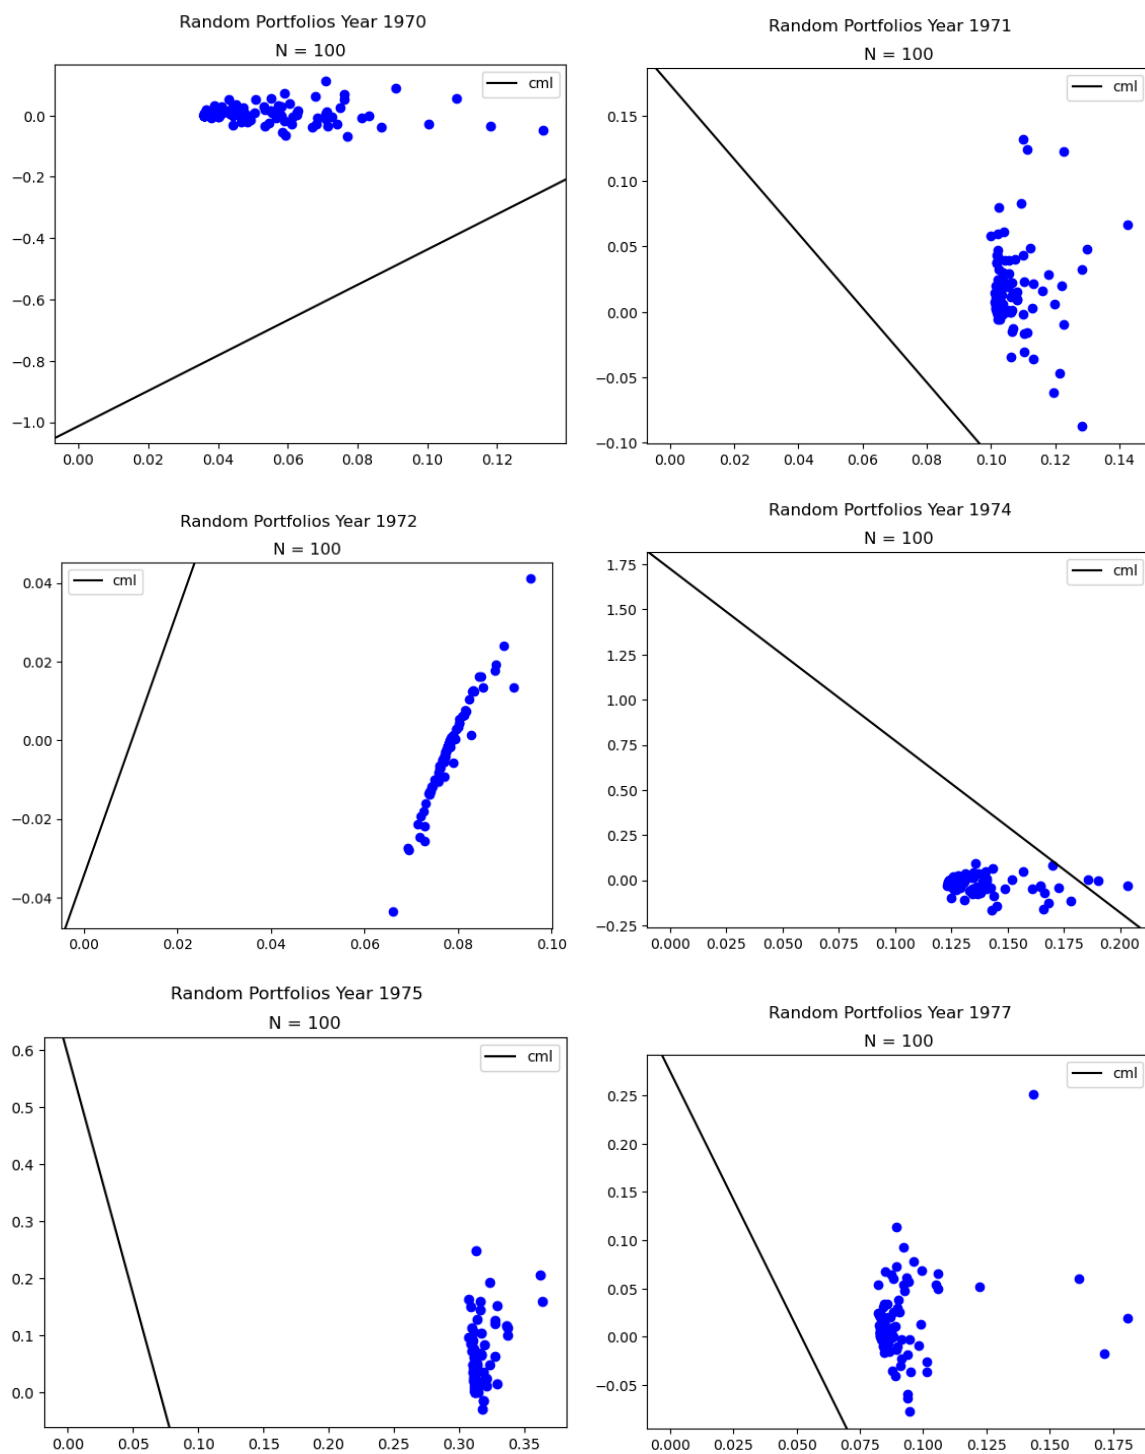 Random Portfolios Year 1970
N = 100
cml
0.0
−0.2
−0.4
−0.6
−0.8
−1.0
0.00 0.02 0.04 0.06 0.08 0.10 0.12
Random Portfolios Year 1971
N = 100
cml
0.15
0.10
0.05
0.00
−0.05
−0.10
0.00 0.02 0.04 0.06 0.08 0.10 0.12 0.14
Random Portfolios Year 1972
N = 100
cml
0.04
0.02
0.00
−0.02
−0.04
0.00 0.02 0.04 0.06 0.08 0.10
Random Portfolios Year 1974
N = 100
cml
1.75
1.50
1.25
1.00
0.75
0.50
0.25
0.00
−0.25
0.000 0.025 0.050 0.075 0.100 0.125 0.150 0.175 0.200
Random Portfolios Year 1975
N = 100
cml
0.6
0.5
0.4
0.3
0.2
0.1
0.0
0.00 0.05 0.10 0.15 0.20 0.25 0.30 0.35
Random Portfolios Year 1977
N = 100
cml
0.25
0.20
0.15
0.10
0.05
0.00
−0.05
0.000 0.025 0.050 0.075 0.100 0.125 0.150 0.175